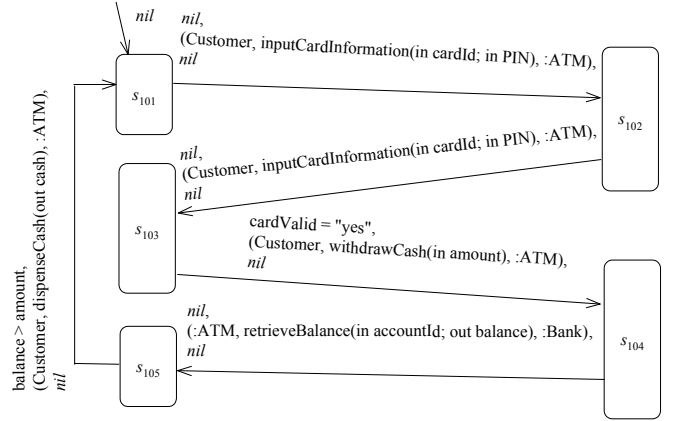 nil
nil,
(Customer, inputCardInformation(in cardId; in PIN), :ATM),
nil
s101
s102
nil,
(Customer, inputCardInformation(in cardId; in PIN), :ATM),
nil
s103
cardValid = "yes",
(Customer, withdrawCash(in amount), :ATM),
nil
s104
nil,
(:ATM, retrieveBalance(in accountId; out balance), :Bank),
nil
s105
balance > amount,
(Customer, dispenseCash(out cash), :ATM),
nil